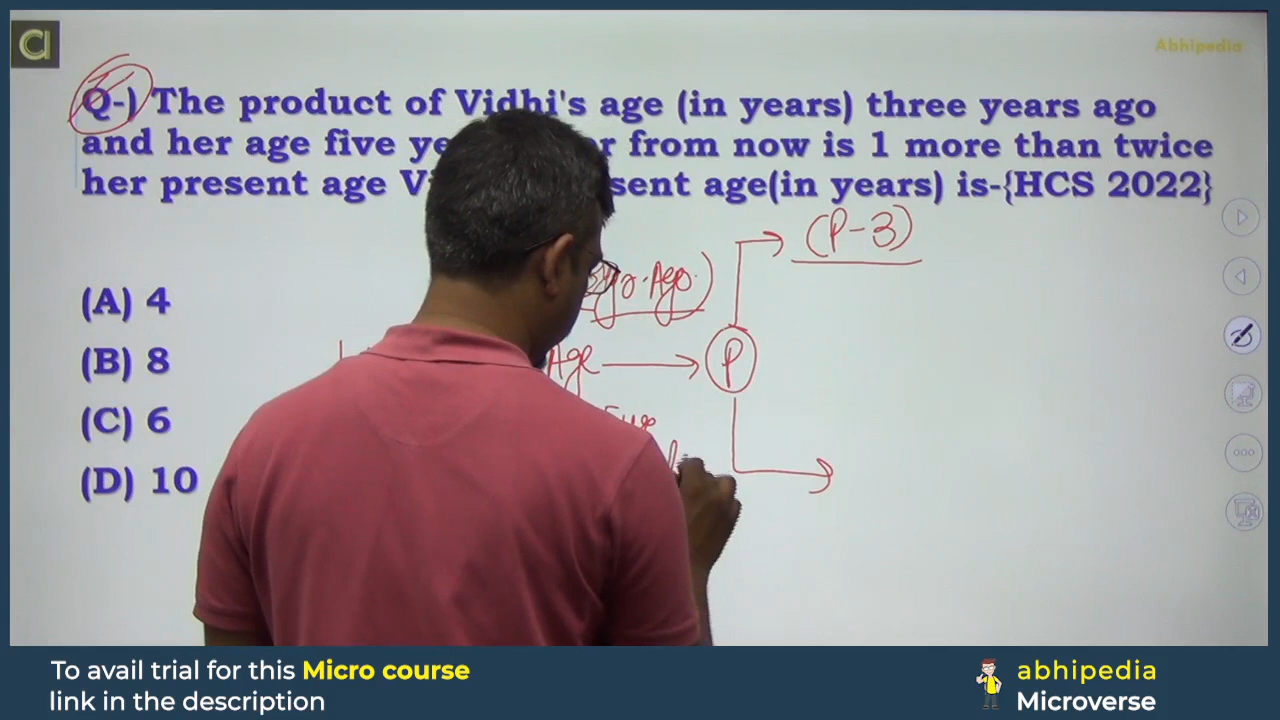 Abhipedia
Q-) The product of Vidhi's age (in years) three years ago
and her age five from now is 1 more than twice
her present age age(in years) is-{HCS 2022}
(P-3)
Ago.)
(A) 4
Age P
(B) 8
(C) 6
(D) 10
To avail trial for this Micro course
link in the description
abhipedia
Microverse